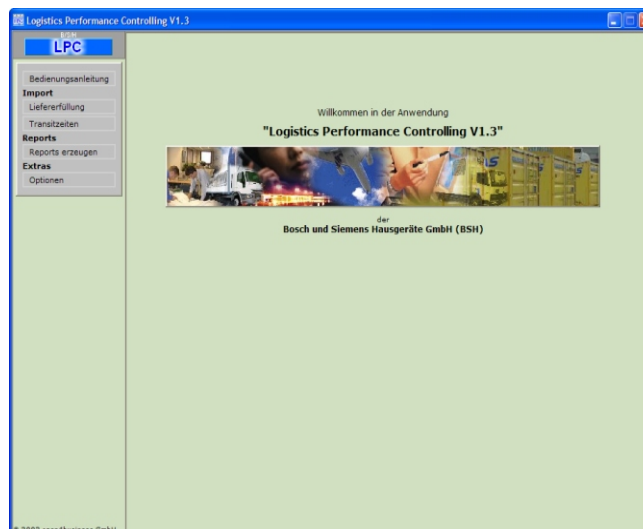 Logistics Performance Controlling V1.3
BSH
LPC
Bedienungsanleitung
Import
Liefererfüllung
Transitzeiten
Reports
Reports erzeugen
Extras
Optionen
Willkommen in der Anwendung
"Logistics Performance Controlling V1.3"
der
Bosch und Siemens Hausgeräte GmbH (BSH)